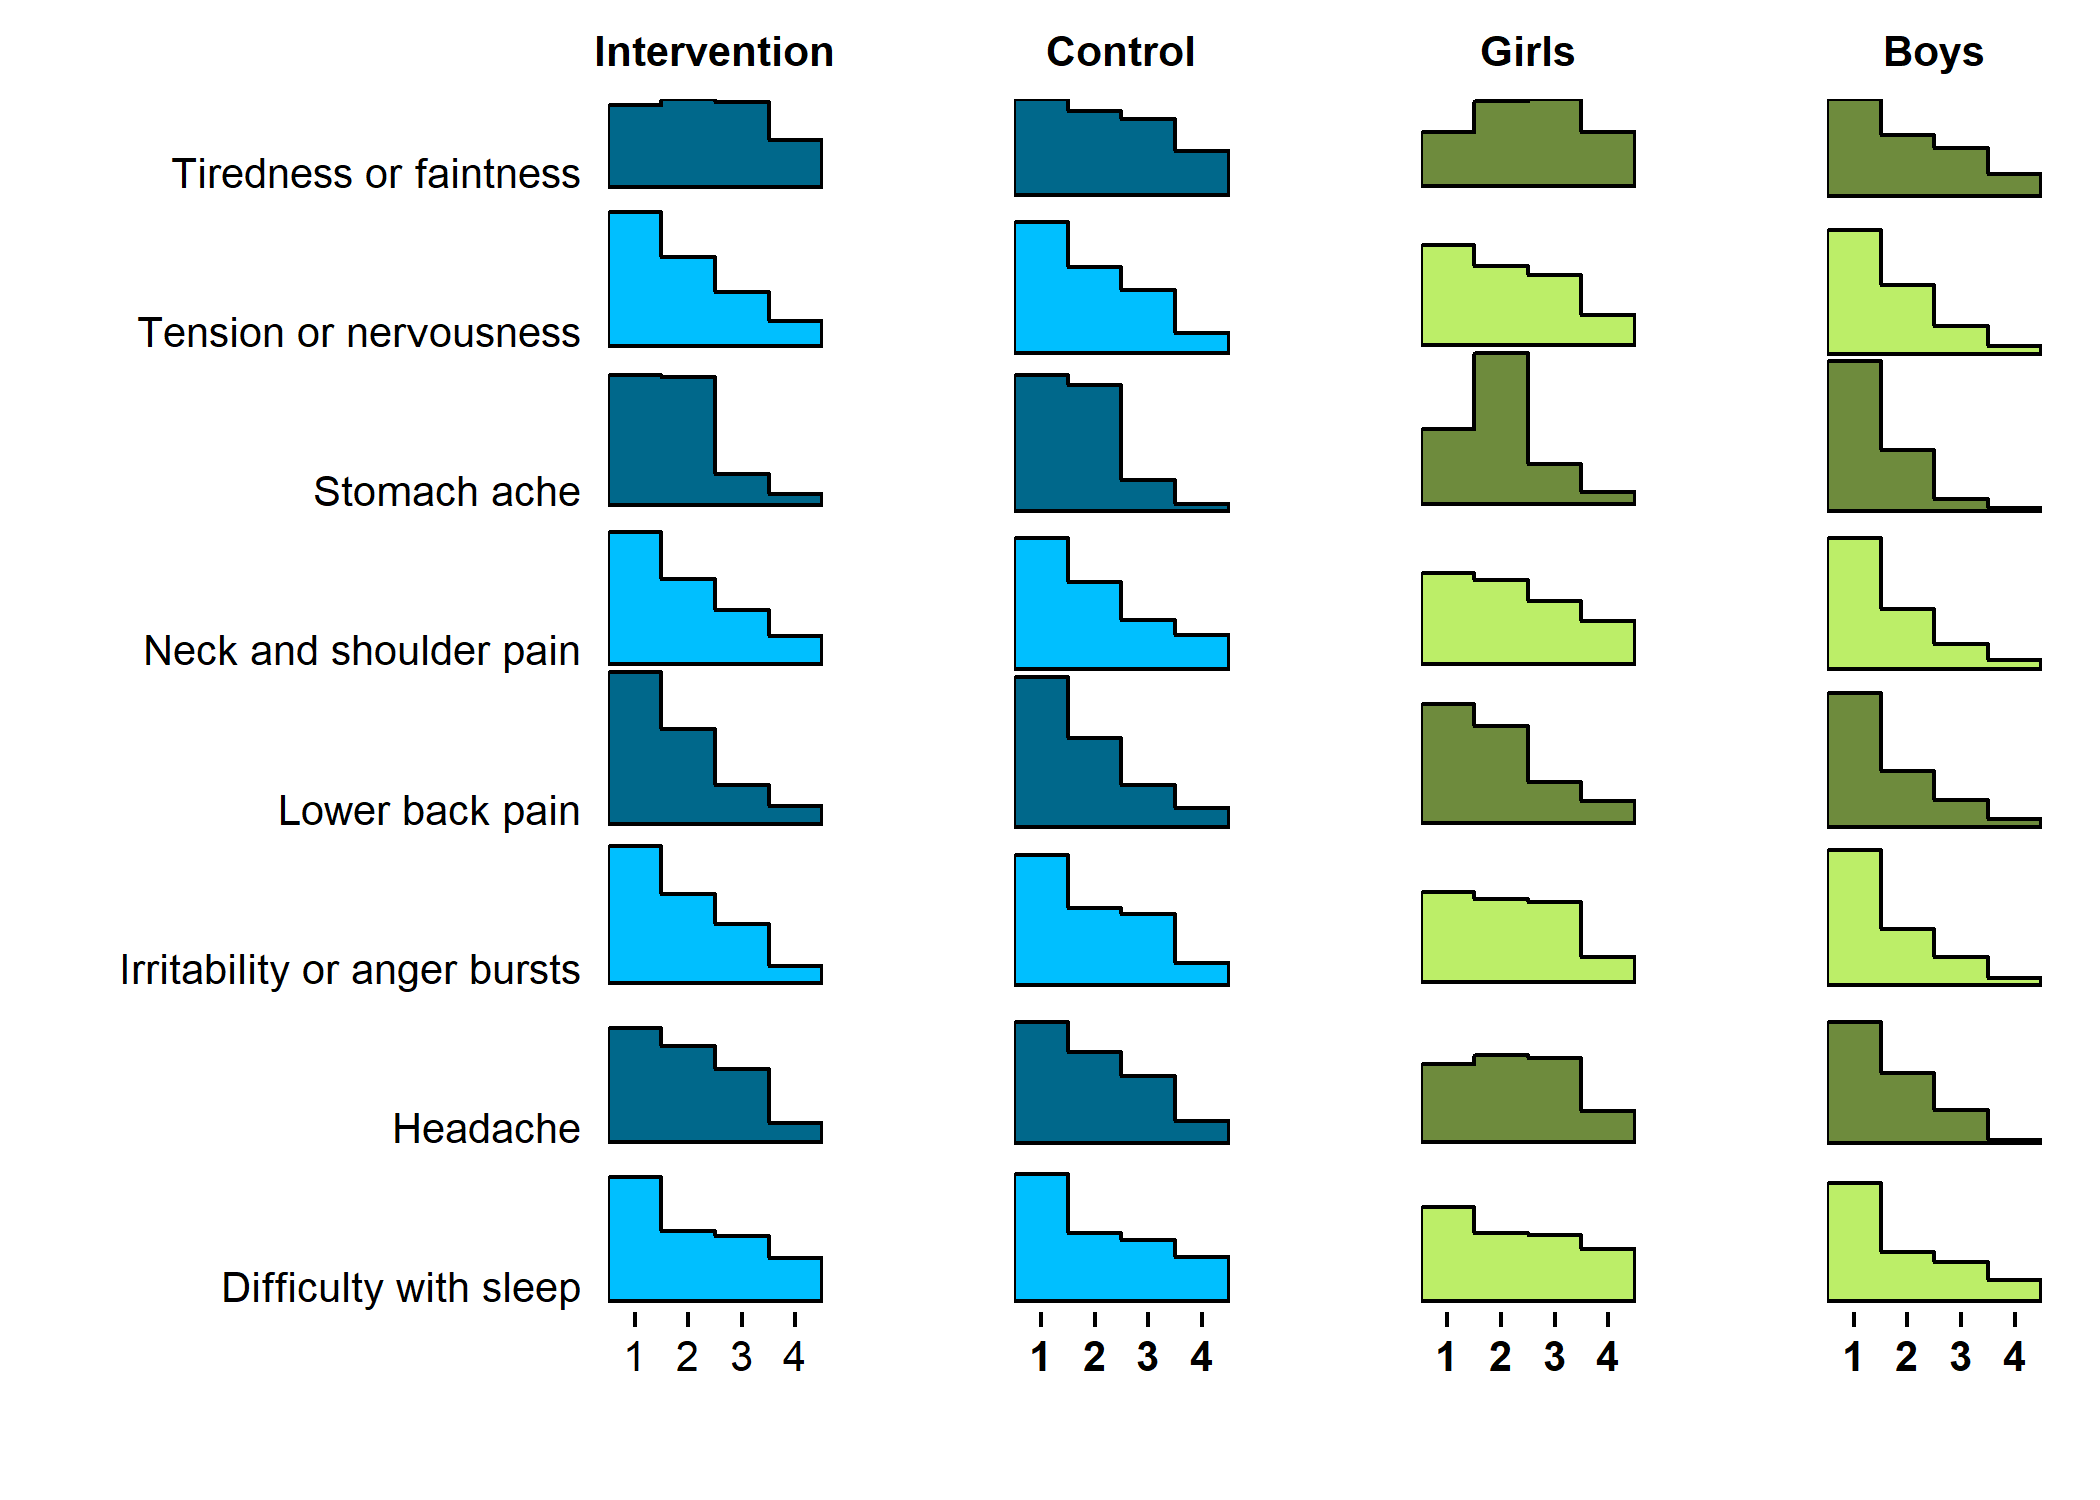 Intervention Control Girls Boys
Tiredness or faintness
Tension or nervousness
Stomach ache
Neck and shoulder pain
Lower back pain
Irritability or anger bursts
Headache
Difficulty with sleep
1 2 3 4 1 2 3 4 1 2 3 4 1 2 3 4